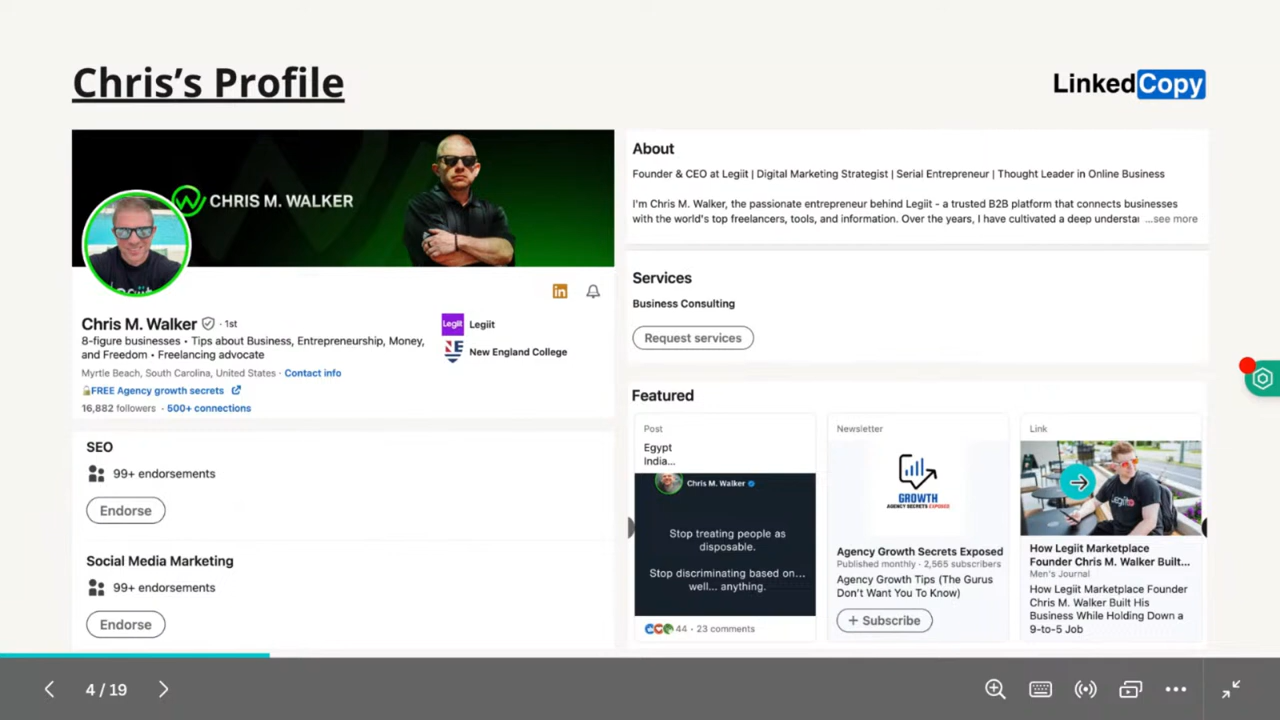 Chris's Profile
LinkedCopy
CHRIS M. WALKER
Chris M. Walker · 1st
8-figure businesses • Tips about Business, Entrepreneurship, Money,
and Freedom • Freelancing advocate
Myrtle Beach, South Carolina, United States · Contact info
FREE Agency growth secrets
16,882 followers · 500+ connections
Legiit
Legiit
New England College
SEO
99+ endorsements
Endorse
Social Media Marketing
99+ endorsements
Endorse
About
Founder & CEO at Legiit | Digital Marketing Strategist | Serial Entrepreneur | Thought Leader in Online Business
I'm Chris M. Walker, the passionate entrepreneur behind Legiit - a trusted B2B platform that connects businesses
with the world's top freelancers, tools, and information. Over the years, I have cultivated a deep ...see more
Services
Business Consulting
Request services
Featured
Post
Egypt
India...
Chris M. Walker
Stop treating people as
disposable.
Stop discriminating based on...
well... anything.
44 · 23 comments
Newsletter
GROWTH
AGENCY SECRETS EXPOSED
Agency Growth Secrets Exposed
Published monthly · 2,565 subscribers
Agency Growth Tips (The Gurus
Don't Want You To Know)
+ Subscribe
Link
Legiit
How Legiit Marketplace
Founder Chris M. Walker Built...
Men's Journal
How Legiit Marketplace Founder
Chris M. Walker Built His
Business While Holding Down a
9-to-5 Job
4 / 19